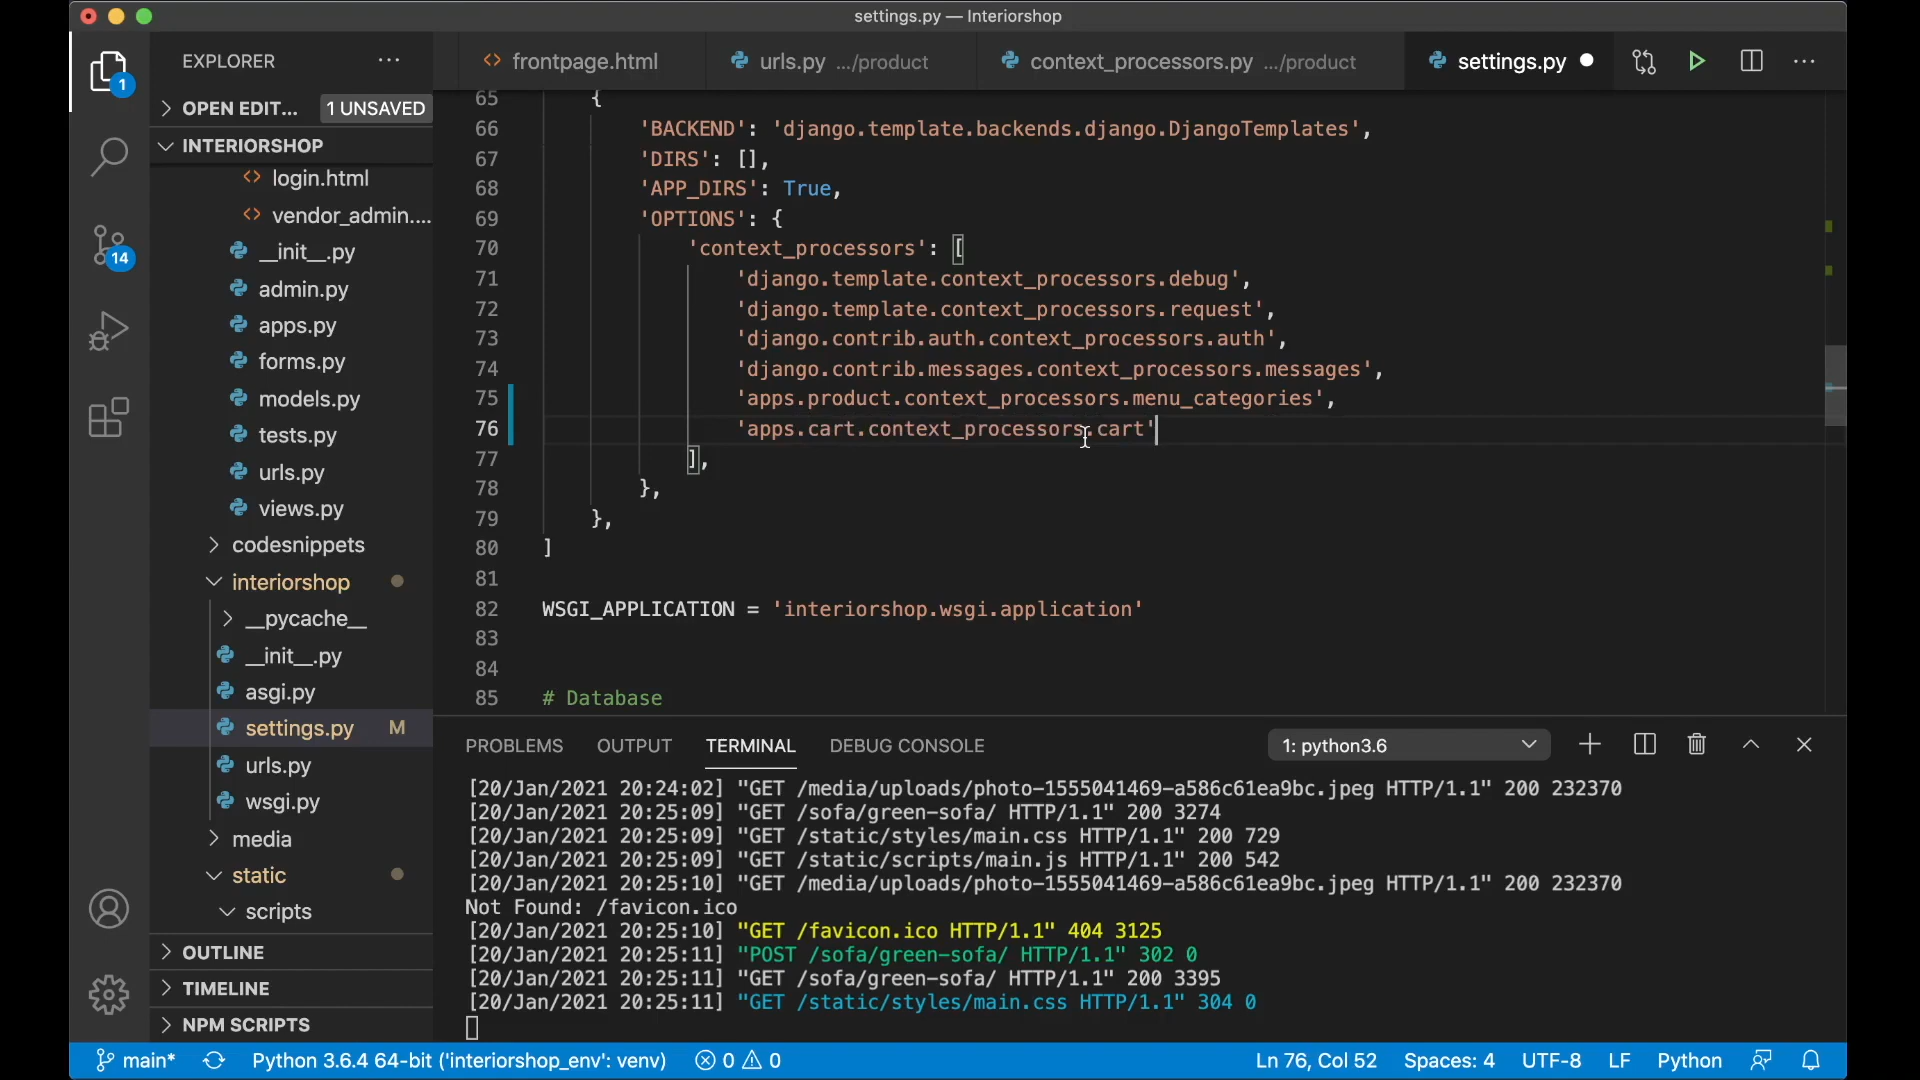 settings.py — Interiorshop
EXPLORER
frontpage.html
urls.py .../product
context_processors.py .../product
settings.py
1
OPEN EDIT... 1 UNSAVED
INTERIORSHOP
login.html
vendor_admin....
__init__.py
14
admin.py
apps.py
forms.py
models.py
tests.py
urls.py
views.py
codesnippets
interiorshop
__pycache__
__init__.py
asgi.py
settings.py M
urls.py
wsgi.py
media
static
scripts
OUTLINE
TIMELINE
NPM SCRIPTS
65 {
66 'BACKEND': 'django.template.backends.django.DjangoTemplates',
67 'DIRS': [],
68 'APP_DIRS': True,
69 'OPTIONS': {
70 'context_processors': [
71 'django.template.context_processors.debug',
72 'django.template.context_processors.request',
73 'django.contrib.auth.context_processors.auth',
74 'django.contrib.messages.context_processors.messages',
75 'apps.product.context_processors.menu_categories',
76 'apps.cart.context_processors.cart'
77 ],
78 },
79 },
80 ]
81
82 WSGI_APPLICATION = 'interiorshop.wsgi.application'
83
84
85 # Database
PROBLEMS OUTPUT TERMINAL DEBUG CONSOLE 1: python3.6
[20/Jan/2021 20:24:02] "GET /media/uploads/photo-1555041469-a586c61ea9bc.jpeg HTTP/1.1" 200 232370
[20/Jan/2021 20:25:09] "GET /sofa/green-sofa/ HTTP/1.1" 200 3274
[20/Jan/2021 20:25:09] "GET /static/styles/main.css HTTP/1.1" 200 729
[20/Jan/2021 20:25:09] "GET /static/scripts/main.js HTTP/1.1" 200 542
[20/Jan/2021 20:25:10] "GET /media/uploads/photo-1555041469-a586c61ea9bc.jpeg HTTP/1.1" 200 232370
Not Found: /favicon.ico
[20/Jan/2021 20:25:10] "GET /favicon.ico HTTP/1.1" 404 3125
[20/Jan/2021 20:25:11] "POST /sofa/green-sofa/ HTTP/1.1" 302 0
[20/Jan/2021 20:25:11] "GET /sofa/green-sofa/ HTTP/1.1" 200 3395
[20/Jan/2021 20:25:11] "GET /static/styles/main.css HTTP/1.1" 304 0
main* Python 3.6.4 64-bit ('interiorshop_env': venv) 0 0 Ln 76, Col 52 Spaces: 4 UTF-8 LF Python